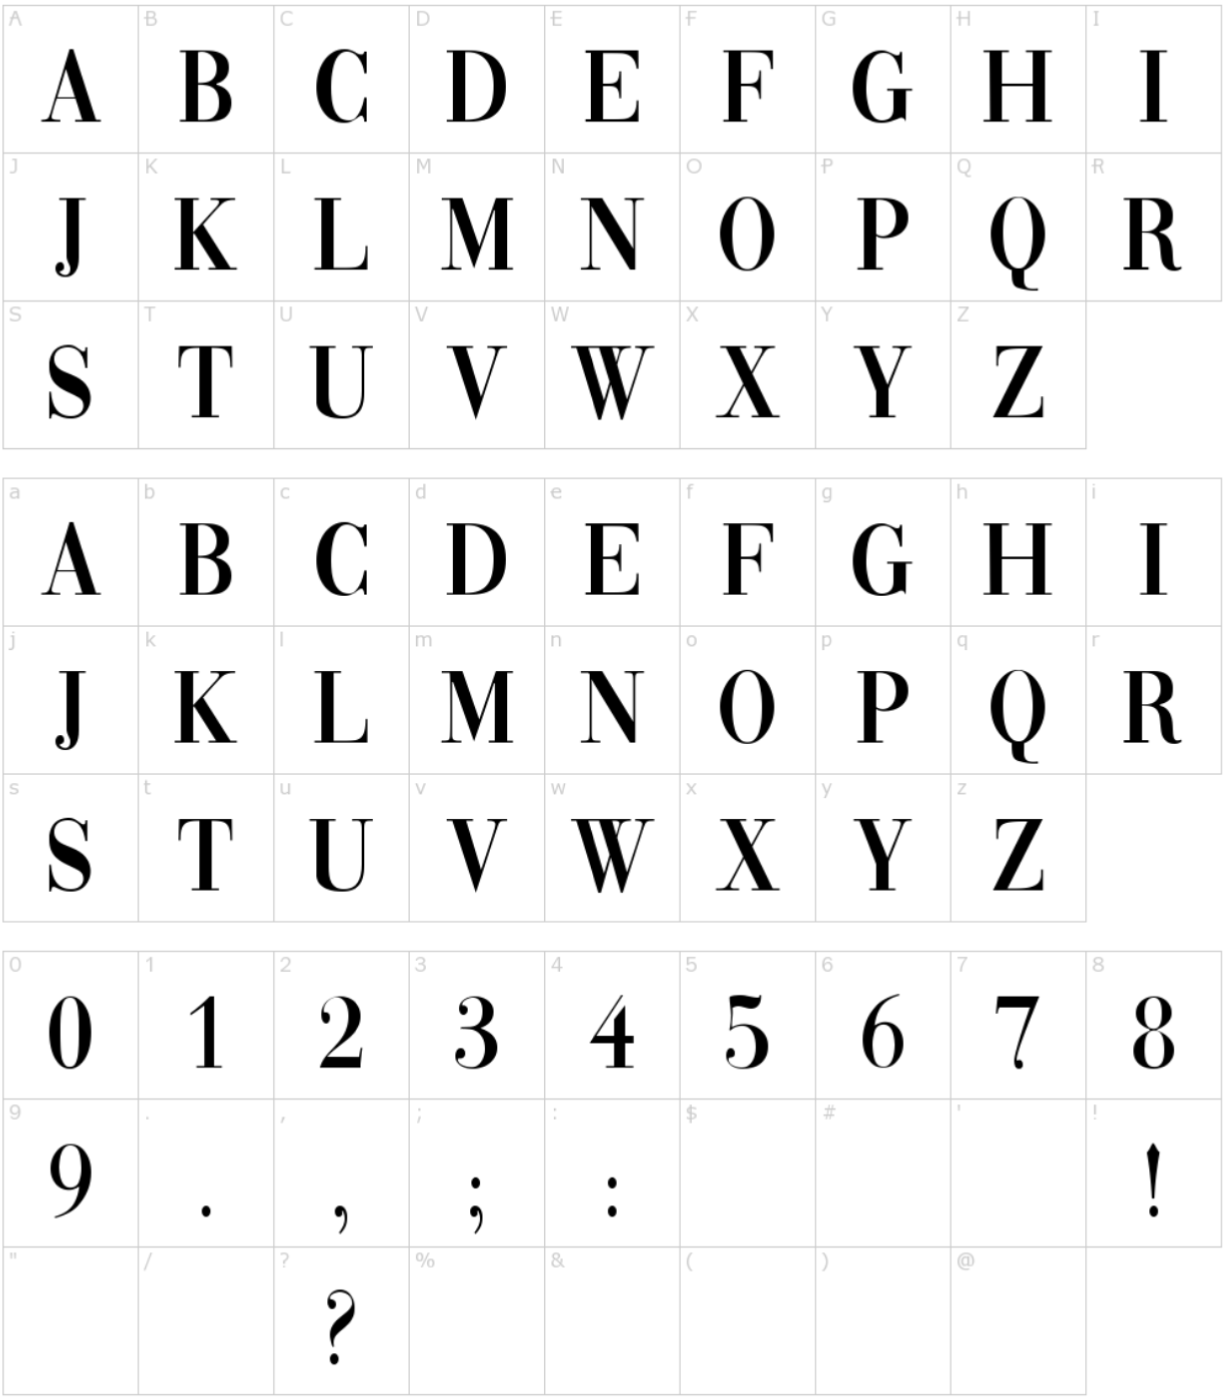 A B C D E F G H I
A B C D E F G H I
J K L M N O P Q R
J K L M N O P Q R
S T U V W X Y Z
S T U V W X Y Z
a b c d e f g h i
A B C D E F G H I
j k l m n o p q r
J K L M N O P Q R
s t u v w x y z
S T U V W X Y Z
0 1 2 3 4 5 6 7 8
0 1 2 3 4 5 6 7 8
9 . , ; : $ # ' !
9 . , ; : !
" / ? % & ( ) @
?